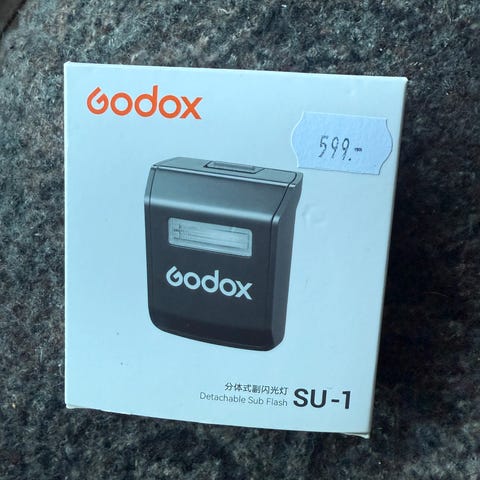 Godox
599.-
Godox
分体式副闪光灯
Detachable Sub Flash SU-1